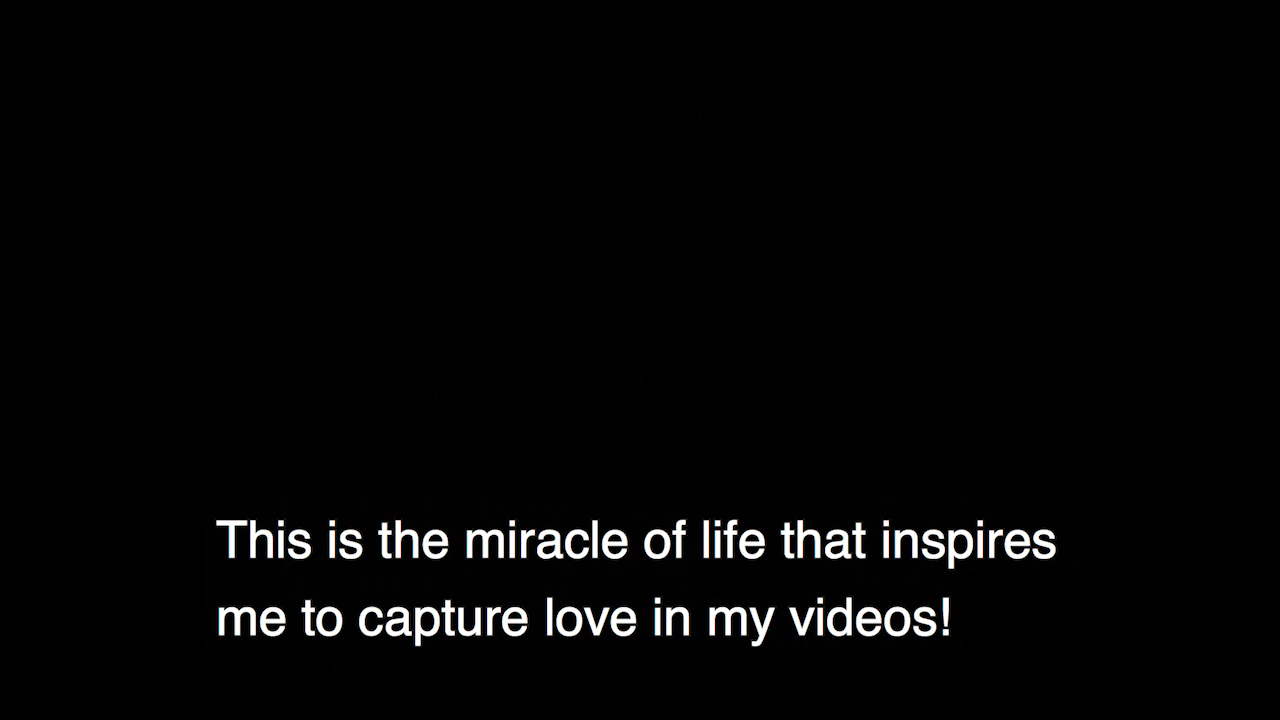 This is the miracle of life that inspires
me to capture love in my videos!